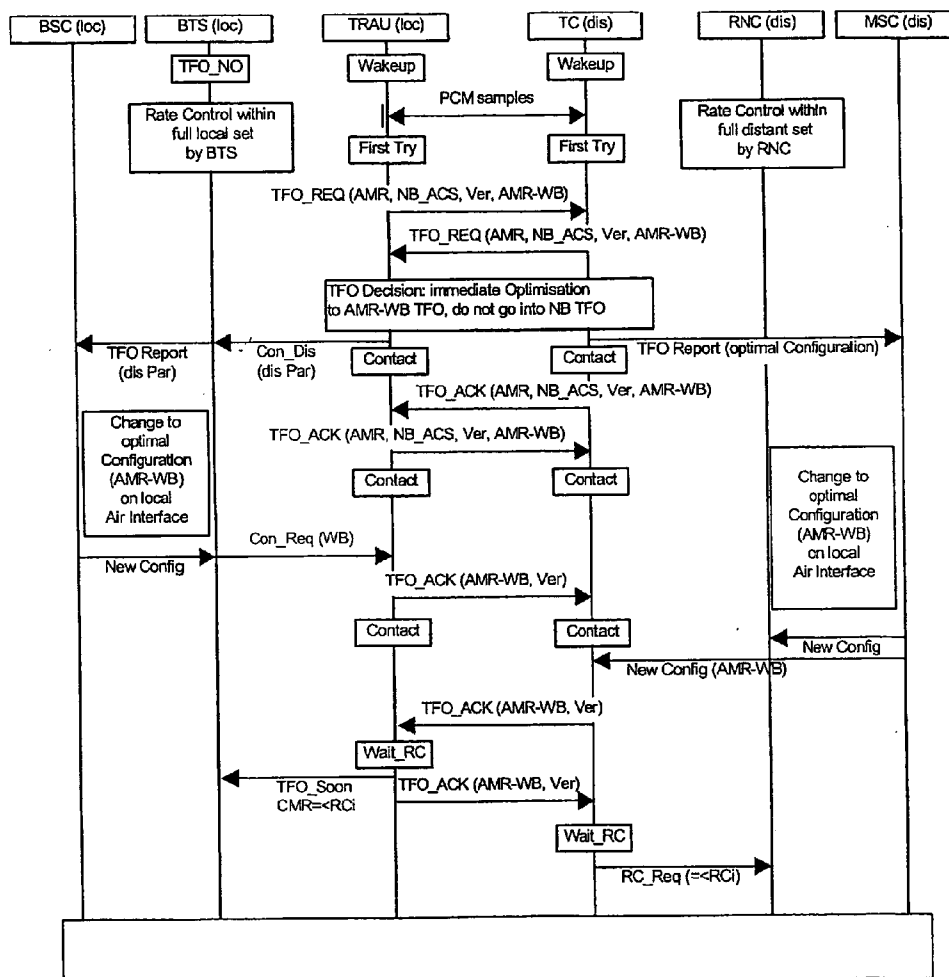 BSC (loc)
BTS (loc)
TRAU (loc)
TC (dis)
RNC (dis)
MSC (dis)
TFO_NO
Wakeup
Wakeup
PCM samples
Rate Control within
full local set
by BTS
Rate Control within
full distant set
by RNC
First Try
First Try
TFO_REQ (AMR, NB_ACS, Ver, AMR-WB)
TFO_REQ (AMR, NB_ACS, Ver, AMR-WB)
TFO Decision: immediate Optimisation
to AMR-WB TFO, do not go into NB TFO
TFO Report
(dis Par)
Con_Dis
(dis Par)
Contact
Contact
TFO Report (optimal Configuration)
TFO_ACK (AMR, NB_ACS, Ver, AMR-WB)
TFO_ACK (AMR, NB_ACS, Ver, AMR-WB)
Change to
optimal
Configuration
(AMR-WB)
on local
Air Interface
Contact
Contact
Change to
optimal
Configuration
(AMR-WB)
on local
Air Interface
New Config
Con_Req (WB)
TFO_ACK (AMR-WB, Ver)
Contact
Contact
New Config
New Config (AMR-WB)
TFO_ACK (AMR-WB, Ver)
Wait_RC
TFO_Soon
CMR=<RCi
TFO_ACK (AMR-WB, Ver)
Wait_RC
RC_Req (=<RCi)